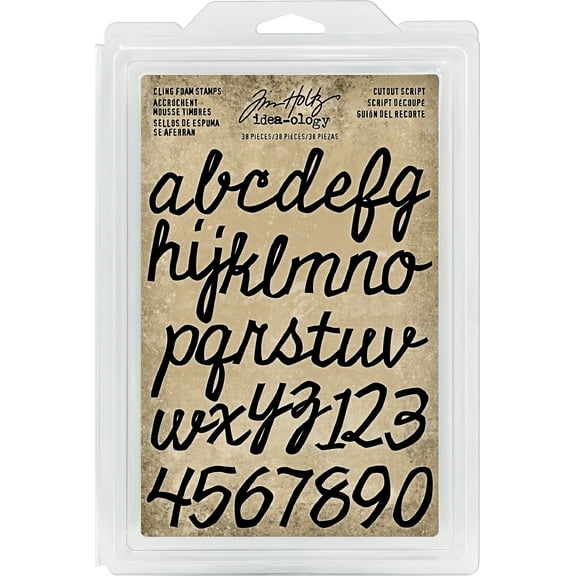 CLING FOAM STAMPS
ACCROCHENT
MOUSSE TIMBRES
SELLOS DE ESPUMA
SE AFERRAN
Tim Holtz
idea-ology
38 PIECES/38 PIÈCES/38 PIEZAS
CUTOUT SCRIPT
SCRIPT DÉCOUPE
GUIÓN DEL RECORTE
abcdefg
hijklmno
pqrstuv
wxyz123
4567890